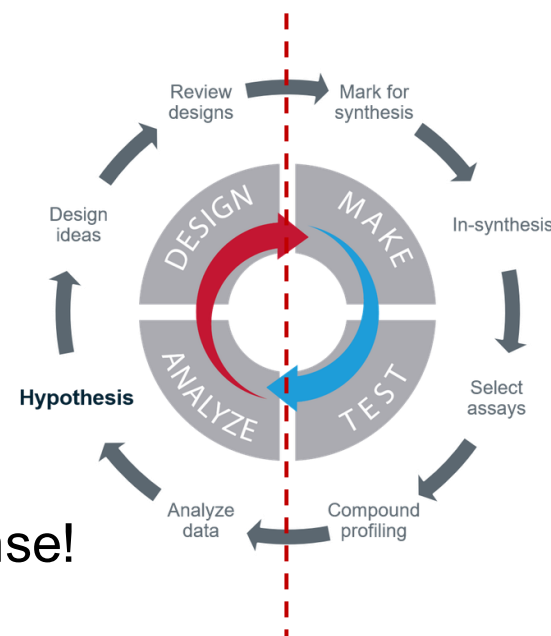 Review
designs
Mark for
synthesis
DESIGN
MAKE
Design
ideas
In-synthesis
Hypothesis
ANALYZE
TEST
Select
assays
Analyze
data
Compound
profiling
nse!